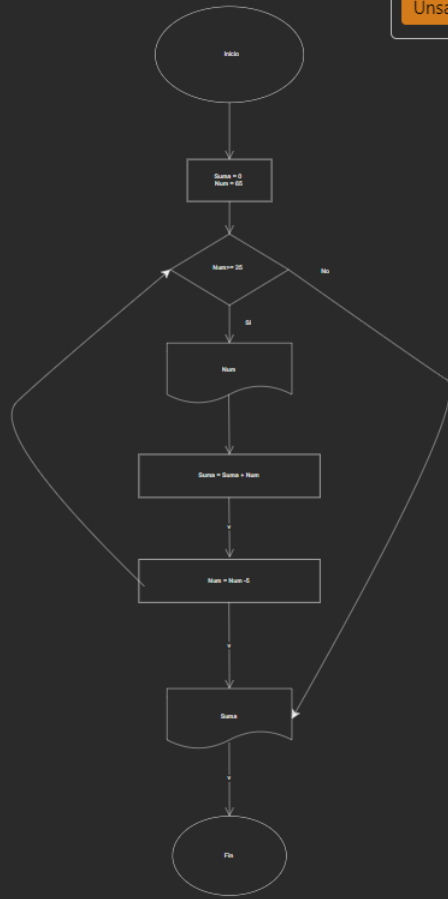 Unsa
Inicio
Suma = 0
Num = 65
Num>= 35
No
Si
Num
Suma = Suma + Num
Num = Num -5
Suma
Fin